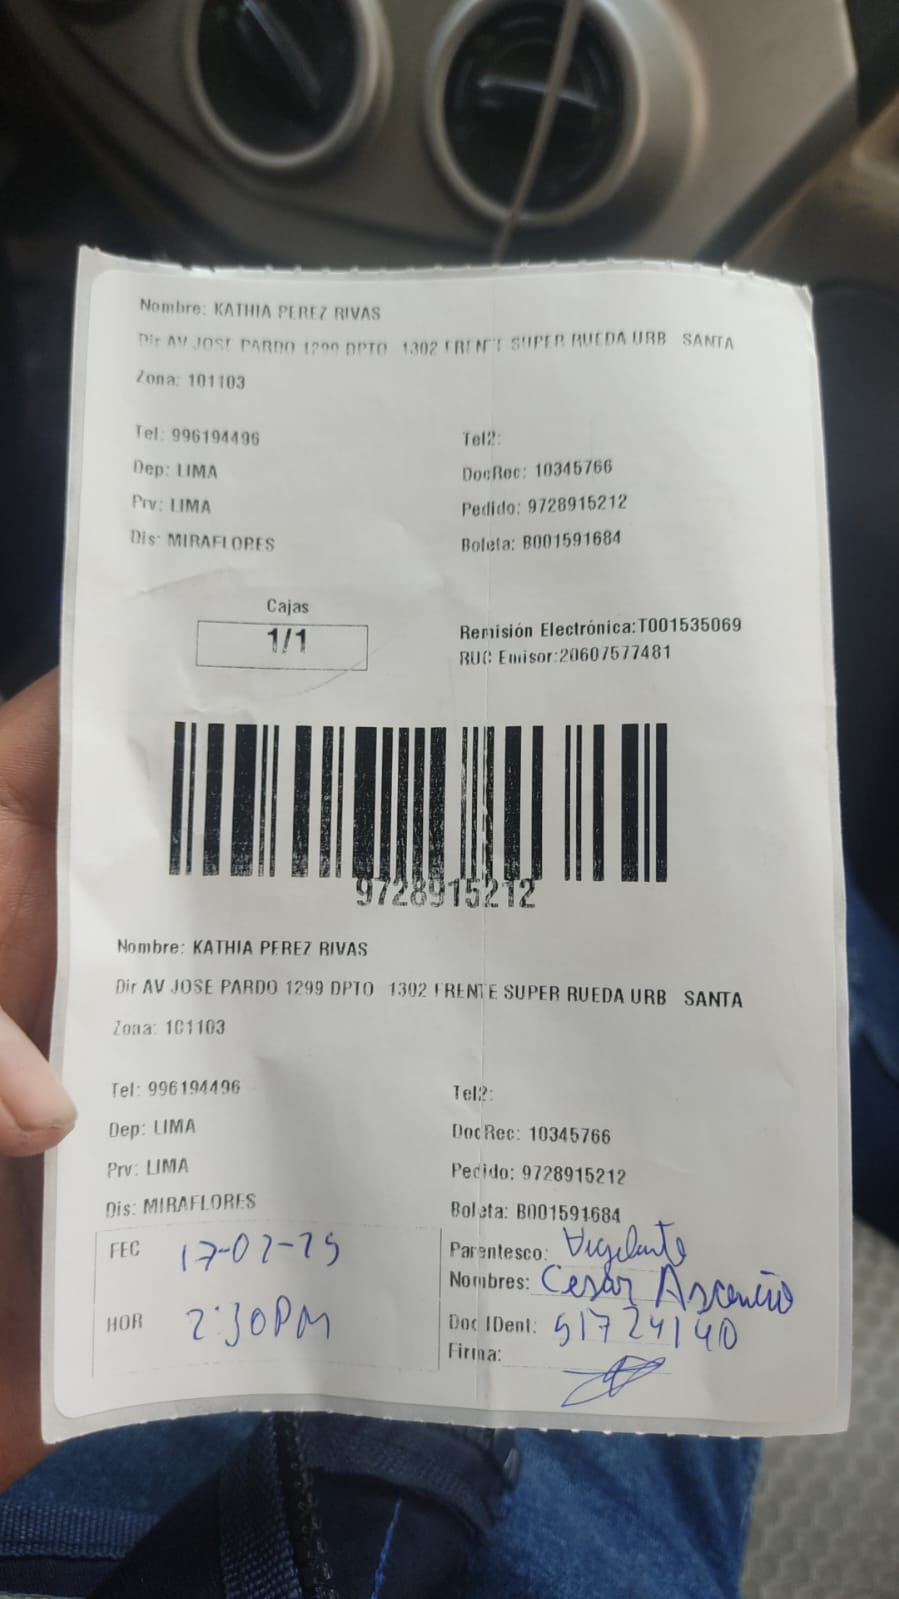 Nombre: KATHIA PEREZ RIVAS
Dir AV JOSE PARDO 1299 DPTO 1302 FRENTE SUPER RUEDA URB SANTA
Zona: 101103
Tel: 996194496 Tel2:
Dep: LIMA DocRec: 10345766
Prv: LIMA Pedido: 9728915212
Dis: MIRAFLORES Boleta: B001591684
Cajas
1/1
Remisión Electrónica:T001535069
RUC Emisor:20607577481
9728915212
Nombre: KATHIA PEREZ RIVAS
Dir AV JOSE PARDO 1299 DPTO 1302 FRENTE SUPER RUEDA URB SANTA
Zona: 101103
Tel: 996194496 Tel2:
Dep: LIMA DocRec: 10345766
Prv: LIMA Pedido: 9728915212
Dis: MIRAFLORES Boleta: B001591684
FEC 17-02-25 Parentesco: Vigilante
Nombres: Cesar Ascencio
HOR 2:30PM Doc IDent:
Firma: